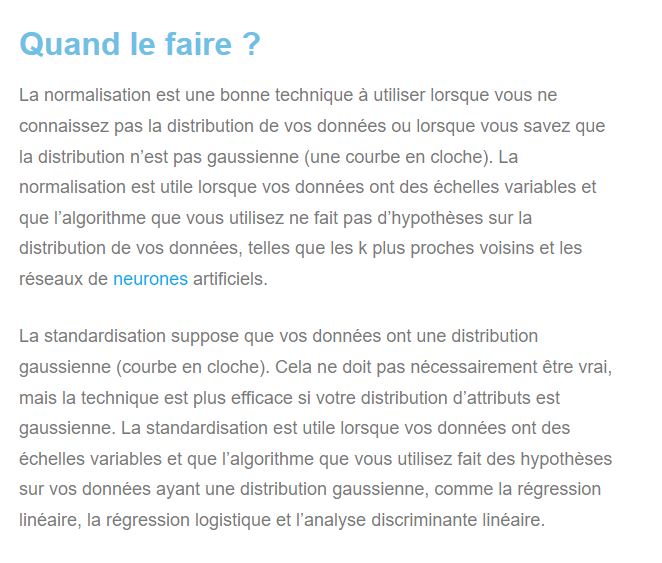 Quand le faire ?
La normalisation est une bonne technique à utiliser lorsque vous ne
connaissez pas la distribution de vos données ou lorsque vous savez que
la distribution n’est pas gaussienne (une courbe en cloche). La
normalisation est utile lorsque vos données ont des échelles variables et
que l’algorithme que vous utilisez ne fait pas d’hypothèses sur la
distribution de vos données, telles que les k plus proches voisins et les
réseaux de neurones artificiels.
La standardisation suppose que vos données ont une distribution
gaussienne (courbe en cloche). Cela ne doit pas nécessairement être vrai,
mais la technique est plus efficace si votre distribution d’attributs est
gaussienne. La standardisation est utile lorsque vos données ont des
échelles variables et que l’algorithme que vous utilisez fait des hypothèses
sur vos données ayant une distribution gaussienne, comme la régression
linéaire, la régression logistique et l’analyse discriminante linéaire.